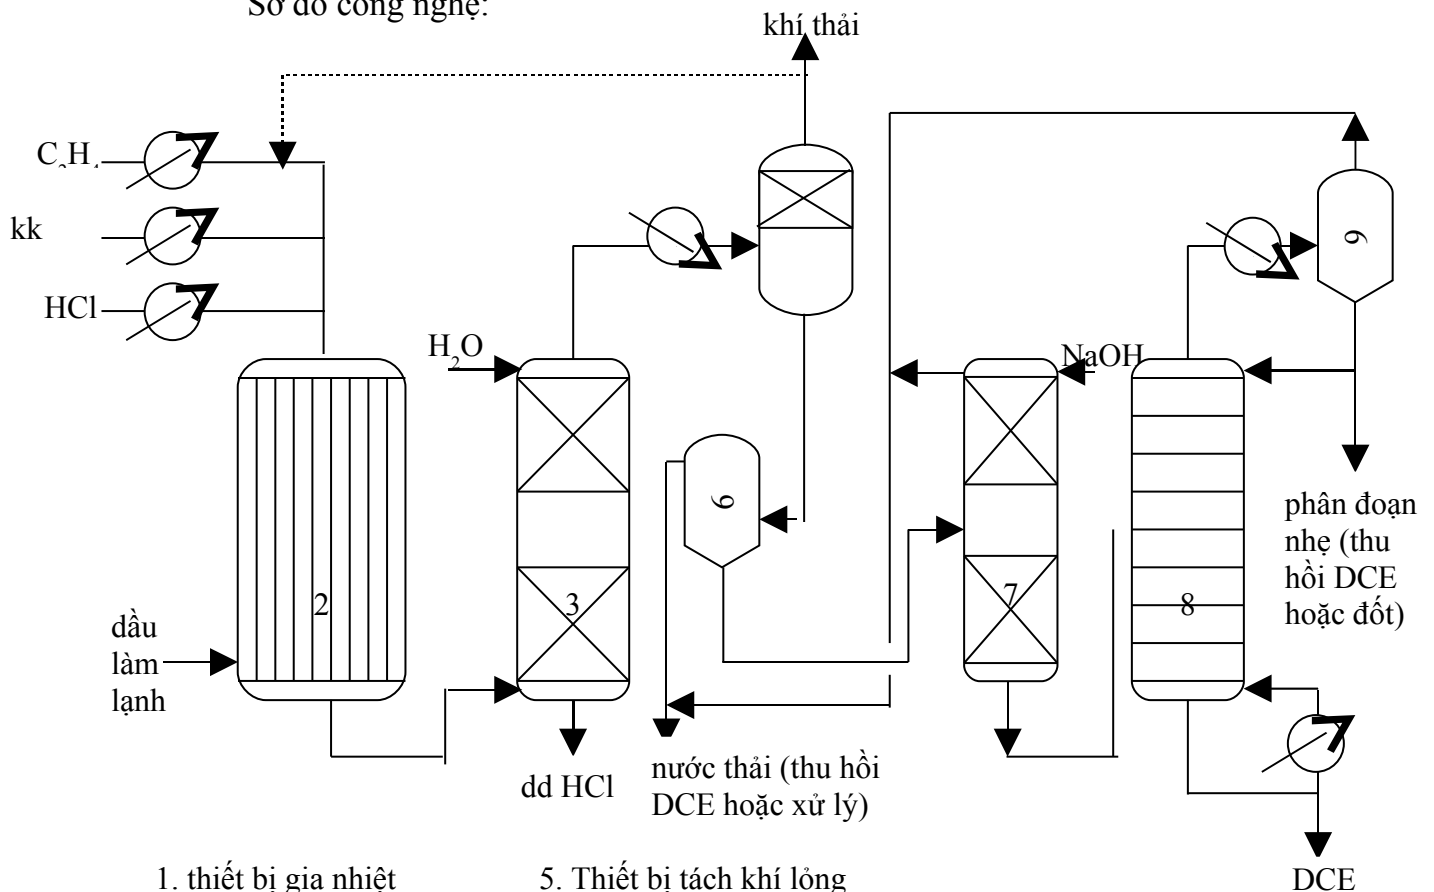 Sơ đồ công nghệ:
khí thải
C₂H₄
kk
HCl
H₂O
NaOH
6
6
2
3
7
8
dầu
làm
lạnh
phân đoạn
nhẹ (thu
hồi DCE
hoặc đốt)
dd HCl
nước thải (thu hồi
DCE hoặc xử lý)
DCE
1. thiết bị gia nhiệt
5. Thiết bị tách khí lỏng